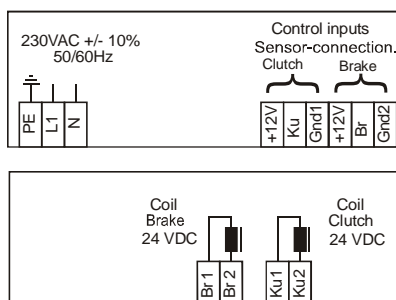 230VAC +/- 10%
50/60Hz
Control inputs
Sensor-connection.
Clutch Brake
PE L1 N
+12V Ku Gnd1 +12V Br Gnd2
Coil
Brake
24 VDC
Coil
Clutch
24 VDC
Br 1 Br 2 Ku1 Ku2